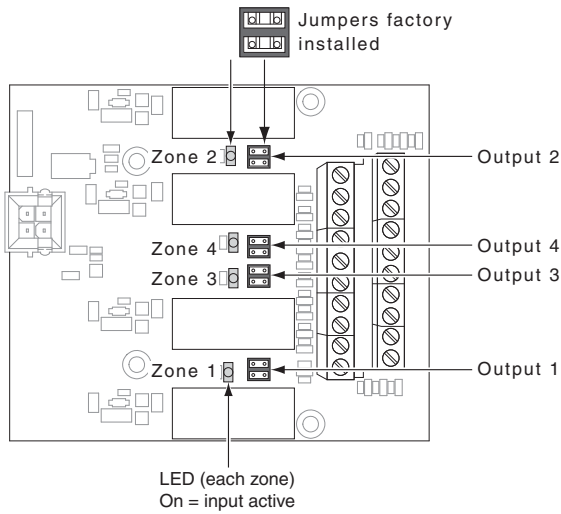 Jumpers factory
installed
Zone 2
Output 2
Zone 4
Output 4
Zone 3
Output 3
Zone 1
Output 1
LED (each zone)
On = input active